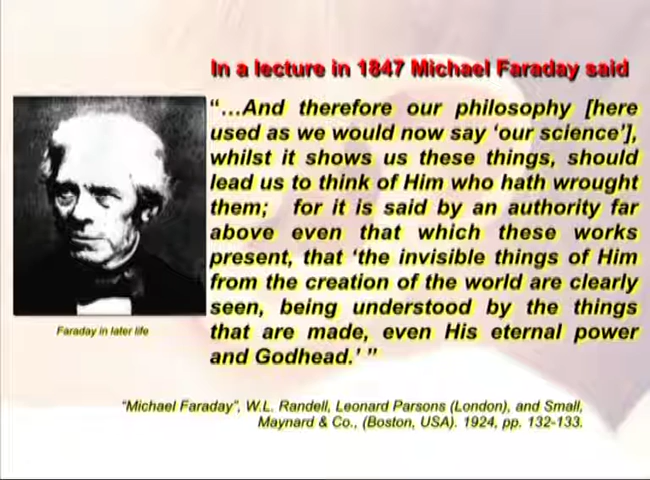 In a lecture in 1847 Michael Faraday said
“…And therefore our philosophy [here
used as we would now say ‘our science’],
whilst it shows us these things, should
lead us to think of Him who hath wrought
them; for it is said by an authority far
above even that which these works
present, that ‘the invisible things of Him
from the creation of the world are clearly
seen, being understood by the things
that are made, even His eternal power
and Godhead.’ ”
Faraday in later life
“Michael Faraday”, W.L. Randell, Leonard Parsons (London), and Small,
Maynard & Co., (Boston, USA). 1924, pp. 132-133.